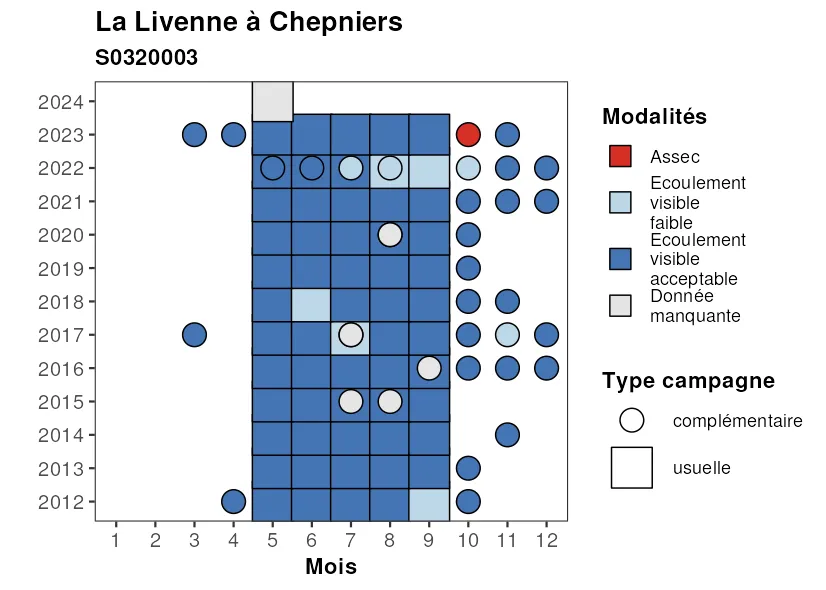 La Livenne à Chepniers
S0320003
2024
2023
2022
2021
2020
2019
2018
2017
2016
2015
2014
2013
2012
1 2 3 4 5 6 7 8 9 10 11 12
Mois
Modalités
Assec
Ecoulement
visible
faible
Ecoulement
visible
acceptable
Donnée
manquante
Type campagne
complémentaire
usuelle